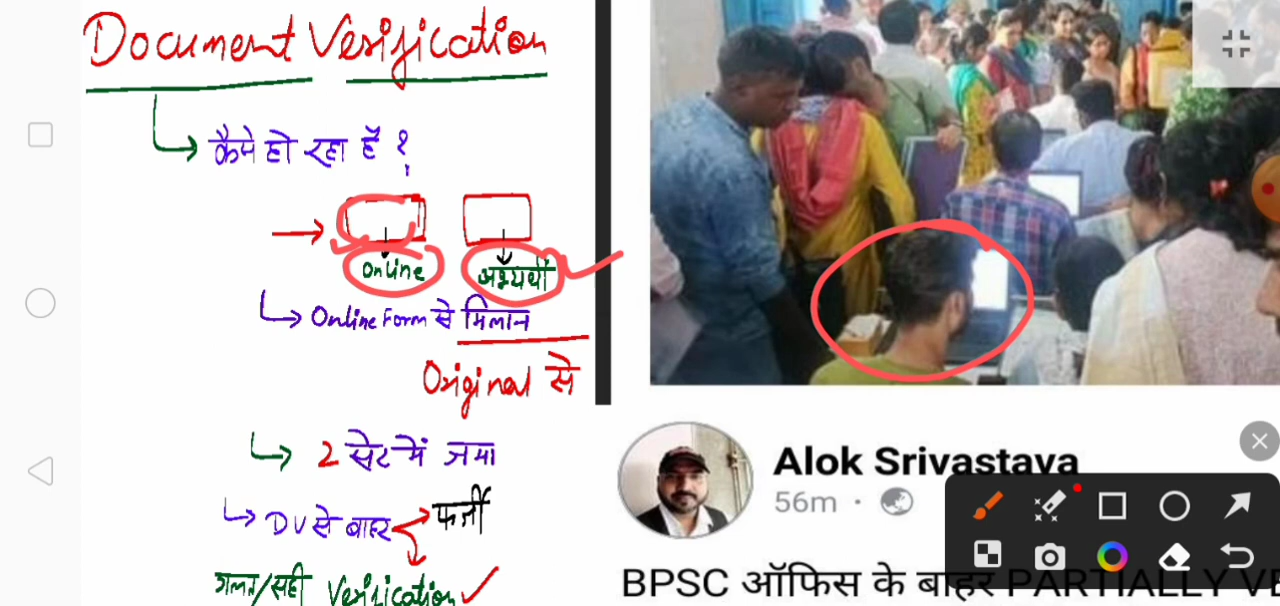 Document Verification
कैसे हो रहा है ?
Online
अभ्यर्थी
Online Form से मिलान
Original से
2 सेट में जमा
DV से बाहर
फर्जी
गलत/सही Verification
Alok Srivastava
56m ·
BPSC ऑफिस के बाहर PARTIALLY VE